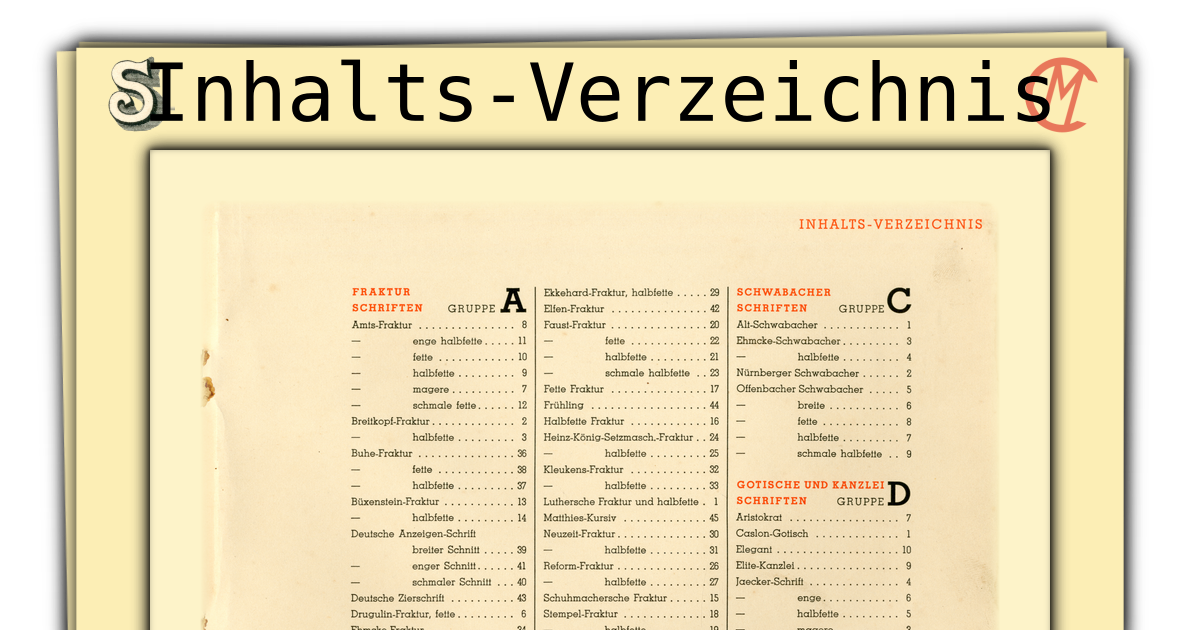 S Inhalts-Verzeichnis CM
INHALTS-VERZEICHNIS
FRAKTUR
SCHRIFTEN GRUPPE A
Amts-Fraktur . . . . . . . . . . . . 8
— enge halbfette . . . . . 11
— fette . . . . . . . . . . . 10
— halbfette . . . . . . . . . 9
— magere . . . . . . . . . . 7
— schmale fette . . . . . . 12
Breitkopf-Fraktur . . . . . . . . . . 2
— halbfette . . . . . . . . . 3
Buhe-Fraktur . . . . . . . . . . . . 36
— fette . . . . . . . . . . . 38
— halbfette . . . . . . . . . 37
Büxenstein-Fraktur . . . . . . . . . 13
— halbfette . . . . . . . . . 14
Deutsche Anzeigen-Schrift
breiter Schnitt . . . . . 39
— enger Schnitt . . . . . . 41
— schmaler Schnitt . . . 40
Deutsche Zierschrift . . . . . . . . 43
Drugulin-Fraktur, fette . . . . . . . 6
Ehmcke-Fraktur . . . . . . . . . . . 34
Ekkehard-Fraktur, halbfette . . . . . 29
Elfen-Fraktur . . . . . . . . . . . . 42
Faust-Fraktur . . . . . . . . . . . . 20
— fette . . . . . . . . . . . 22
— halbfette . . . . . . . . . 21
— schmale halbfette . . 23
Fette Fraktur . . . . . . . . . . . . 17
Frühling . . . . . . . . . . . . . . 44
Halbfette Fraktur . . . . . . . . . . 16
Heinz-König-Setzmasch.-Fraktur . . 24
— halbfette . . . . . . . . . 25
Kleukens-Fraktur . . . . . . . . . . 32
— halbfette . . . . . . . . . 33
Luthersche Fraktur und halbfette . 1
Matthies-Kursiv . . . . . . . . . . . 45
Neuzeit-Fraktur . . . . . . . . . . . 30
— halbfette . . . . . . . . . 31
Reform-Fraktur . . . . . . . . . . . 26
— halbfette . . . . . . . . . 27
Schuhmachersche Fraktur . . . . . . 15
Stempel-Fraktur . . . . . . . . . . . 18
— halbfette . . . . . . . . . 19
SCHWABACHER
SCHRIFTEN GRUPPE C
Alt-Schwabacher . . . . . . . . . . . 1
Ehmcke-Schwabacher . . . . . . . . 3
— halbfette . . . . . . . . . 4
Nürnberger Schwabacher . . . . . . 2
Offenbacher Schwabacher . . . . . 5
— breite . . . . . . . . . . 6
— fette . . . . . . . . . . . 8
— halbfette . . . . . . . . . 7
— schmale halbfette . . 9
GOTISCHE UND KANZLEI
SCHRIFTEN GRUPPE D
Aristokrat . . . . . . . . . . . . . . 7
Caslon-Gotisch . . . . . . . . . . . . 1
Elegant . . . . . . . . . . . . . . . 10
Elite-Kanzlei . . . . . . . . . . . . . 9
Jaecker-Schrift . . . . . . . . . . . . 4
— enge . . . . . . . . . . . 6
— halbfette . . . . . . . . . 5
— magere . . . . . . . . . . 3